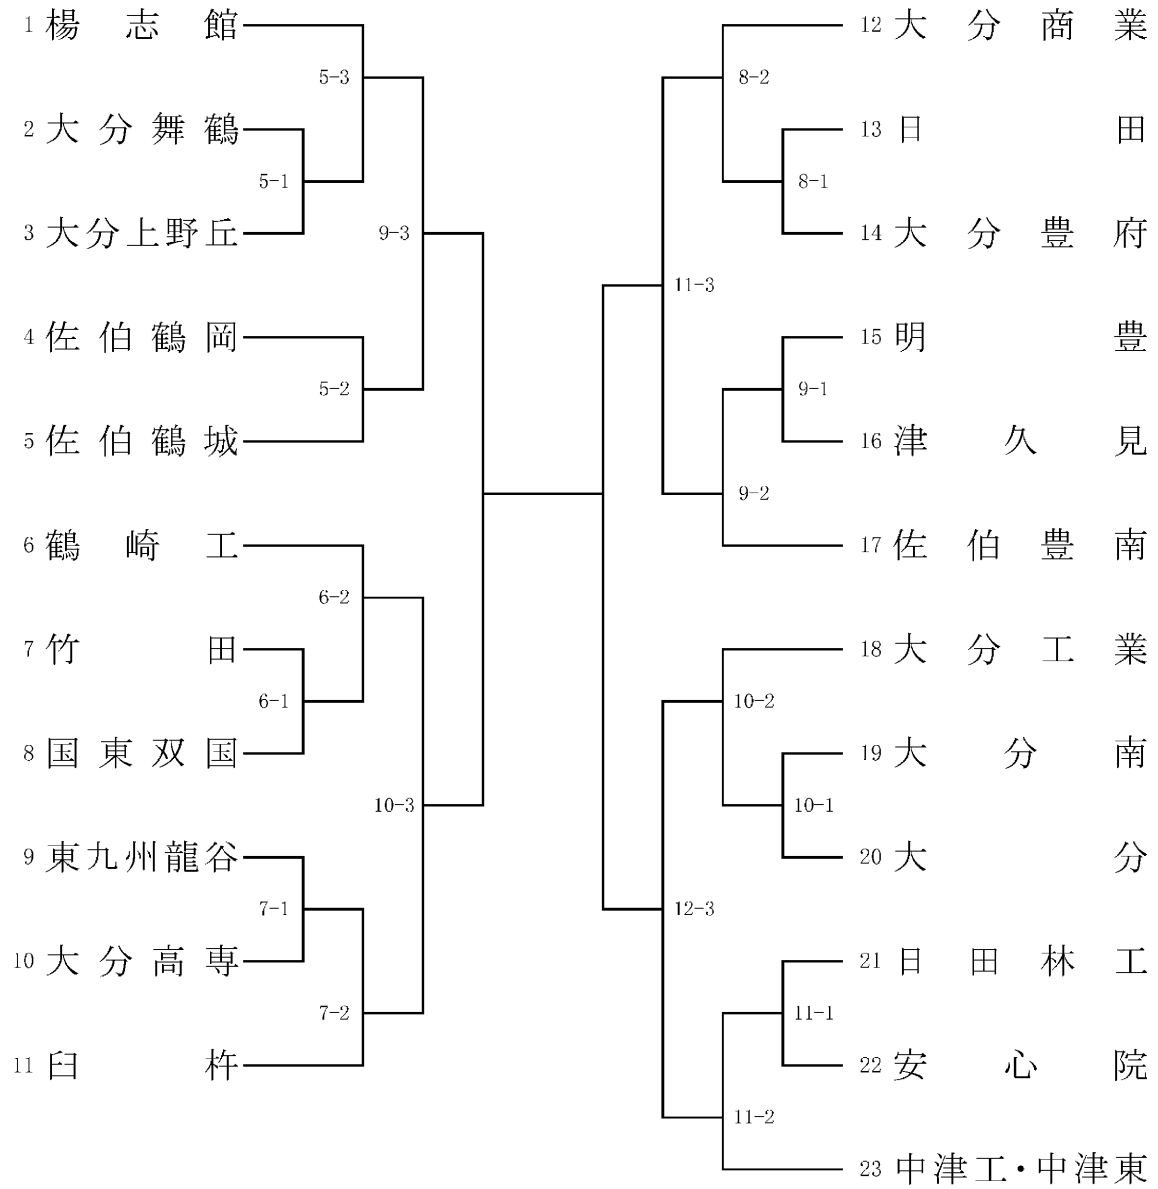 1 楊志館
5-3
2 大分舞鶴
5-1
3 大分上野丘
9-3
4 佐伯鶴岡
5-2
5 佐伯鶴城
6 鶴崎工
6-2
7 竹田
6-1
8 国東双国
10-3
9 東九州龍谷
7-1
10 大分高専
7-2
11 臼杵
12 大分商業
8-2
13 日田
8-1
14 大分豊府
11-3
15 明豊
9-1
16 津久見
9-2
17 佐伯豊南
18 大分工業
10-2
19 大分南
10-1
20 大分
12-3
21 日田林工
11-1
22 安心院
11-2
23 中津工・中津東